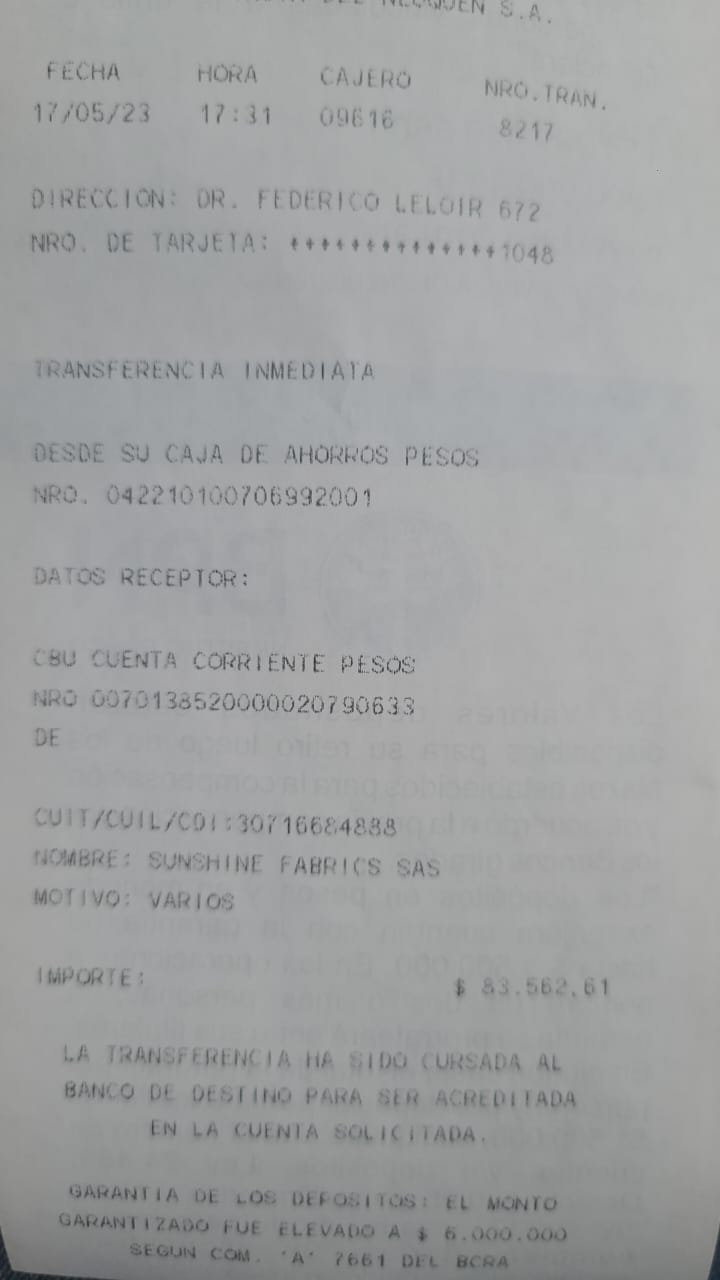 DEL NEUQUEN S.A.
FECHA HORA CAJERO NRO.TRAN.
17/05/23 17:31 09616 8217
DIRECCION: DR. FEDERICO LELOIR 672
NRO. DE TARJETA: **************1048
TRANSFERENCIA INMEDIATA
DESDE SU CAJA DE AHORROS PESOS
NRO. 042210100706992001
DATOS RECEPTOR:
CBU CUENTA CORRIENTE PESOS
NRO 0070138520000020790633
DE
CUIT/CUIL/CDI:30716684888
NOMBRE: SUNSHINE FABRICS SAS
MOTIVO: VARIOS
IMPORTE: $ 83.562,61
LA TRANSFERENCIA HA SIDO CURSADA AL
BANCO DE DESTINO PARA SER ACREDITADA
EN LA CUENTA SOLICITADA.
GARANTIA DE LOS DEPOSITOS: EL MONTO
GARANTIZADO FUE ELEVADO A $ 6.000.000
SEGUN COM. "A" 7661 DEL BCRA